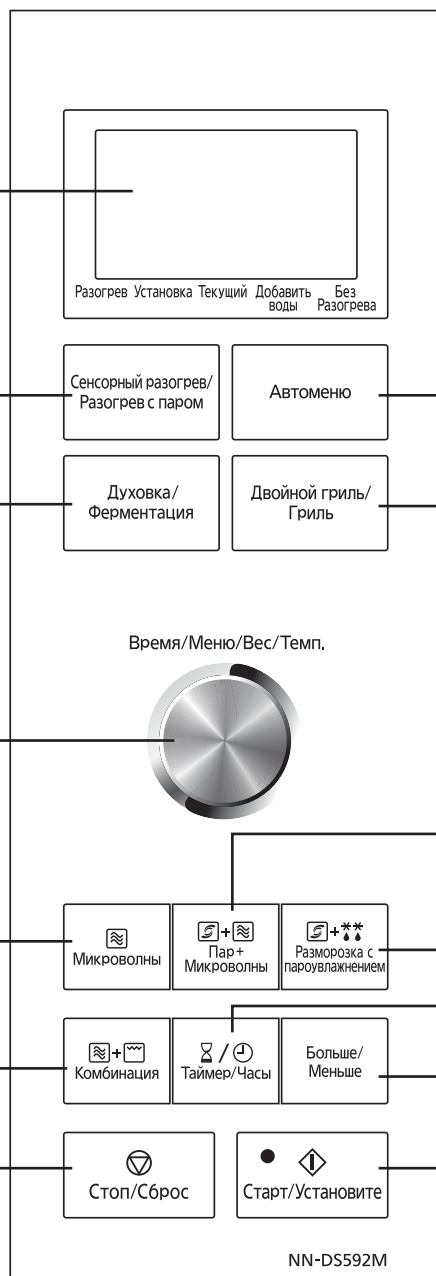 Разогрев Установка Текущий Добавить воды Без Разогрева
Сенсорный разогрев/
Разогрев с паром
Автоменю
Духовка/
Ферментация
Двойной гриль/
Гриль
Время/Меню/Вес/Темп.
Микроволны
Пар+
Микроволны
Разморозка с
пароувлажнением
Комбинация
Таймер/Часы
Больше/
Меньше
Стоп/Сброс
Старт/Установите
NN-DS592M